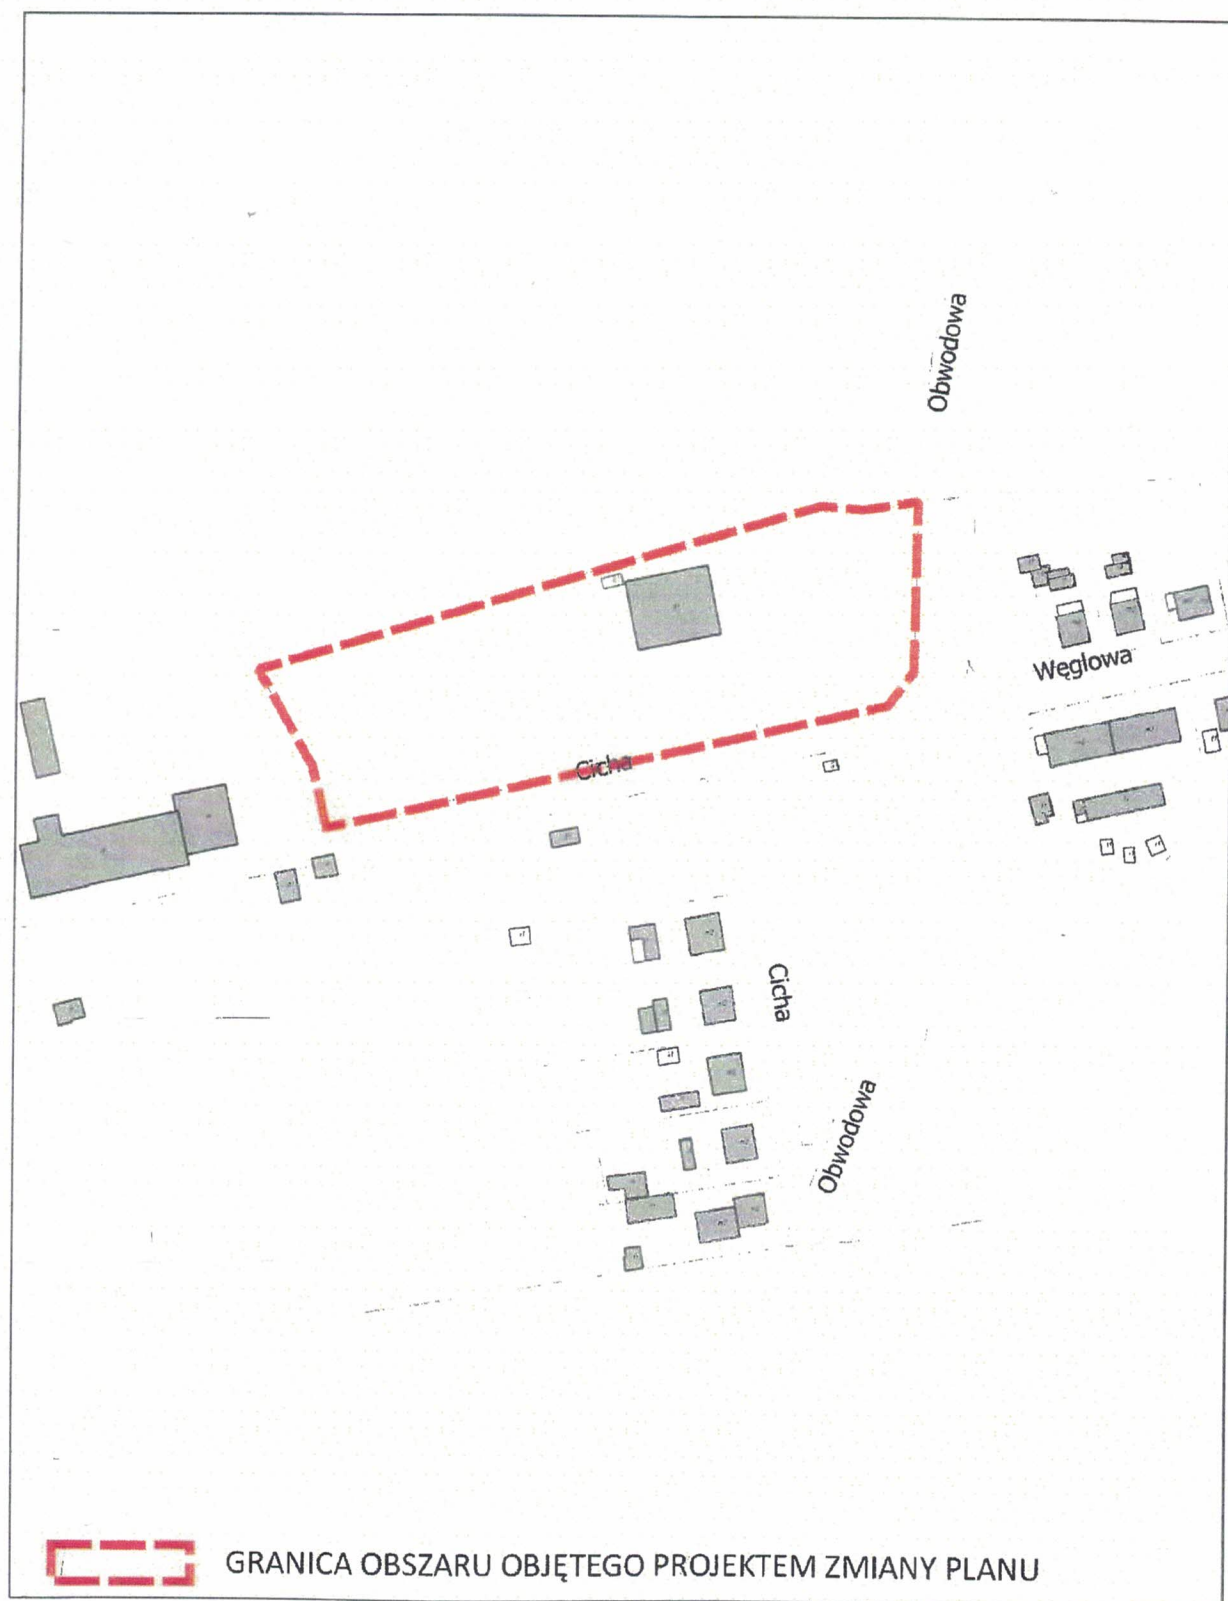 Obwodowa
Węglowa
Cicha
Cicha
Obwodowa
GRANICA OBSZARU OBJĘTEGO PROJEKTEM ZMIANY PLANU